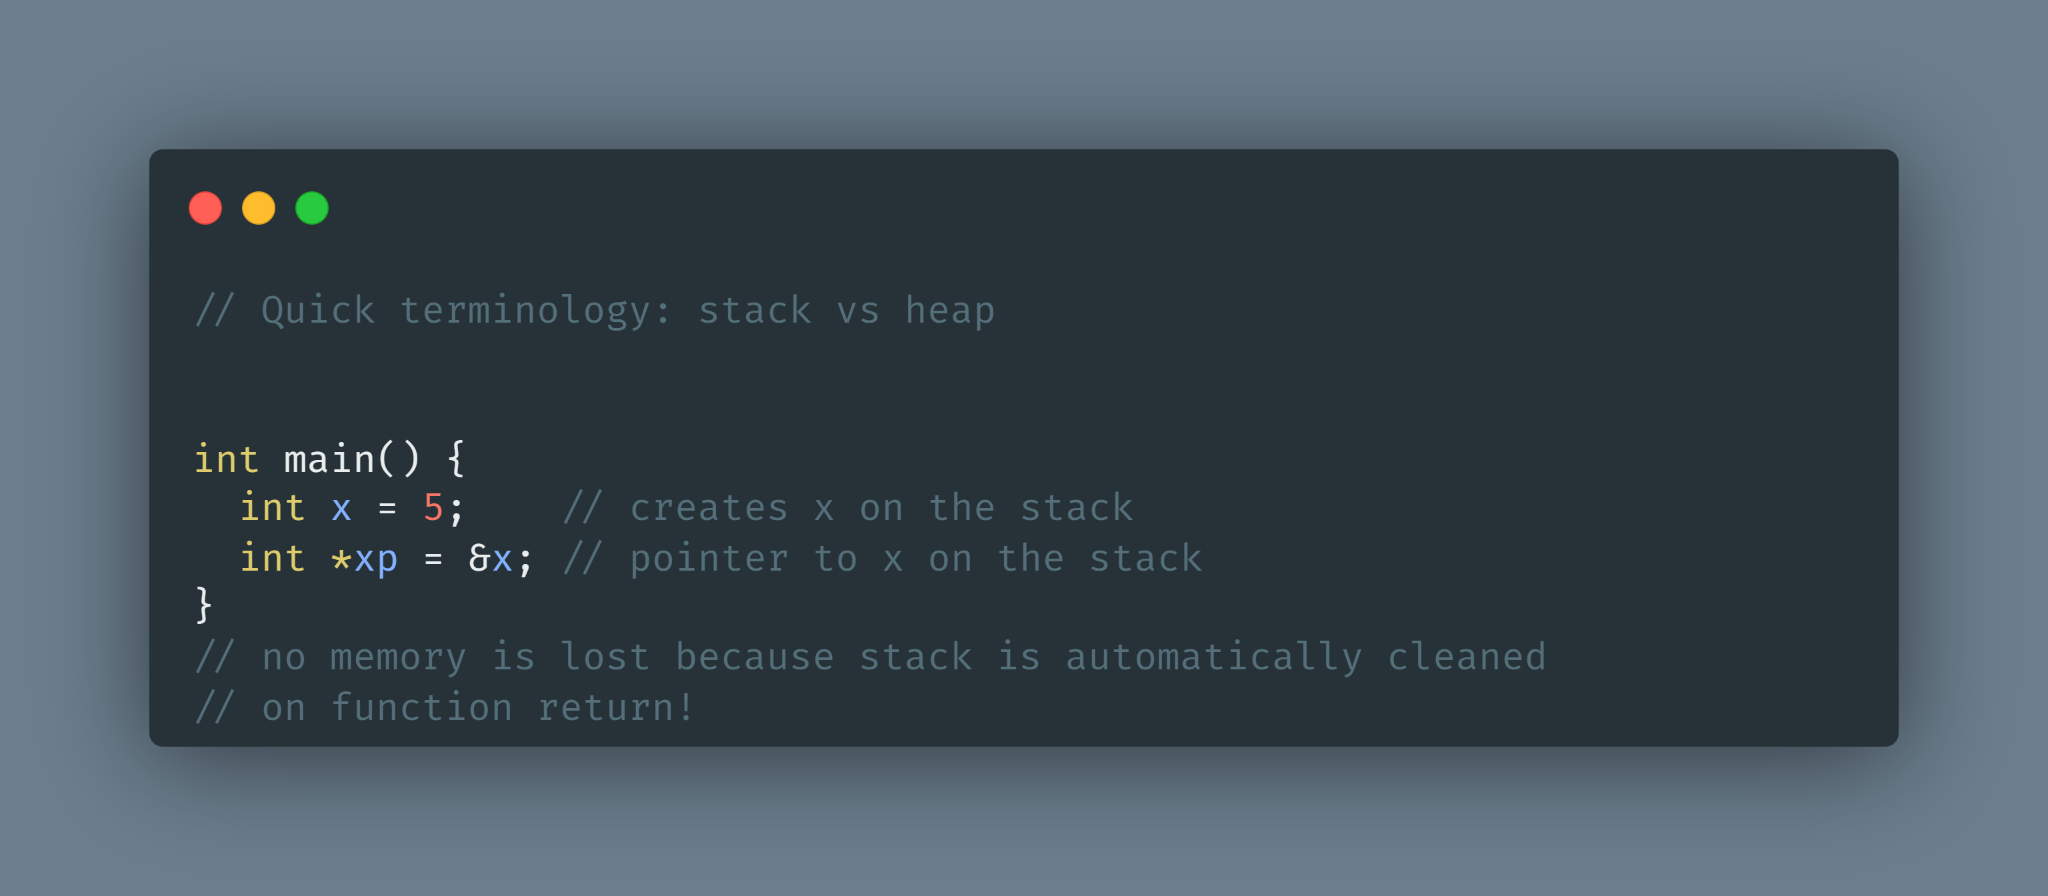 // Quick terminology: stack vs heap
int main() {
  int x = 5;    // creates x on the stack
  int *xp = &x; // pointer to x on the stack
}
// no memory is lost because stack is automatically cleaned
// on function return!